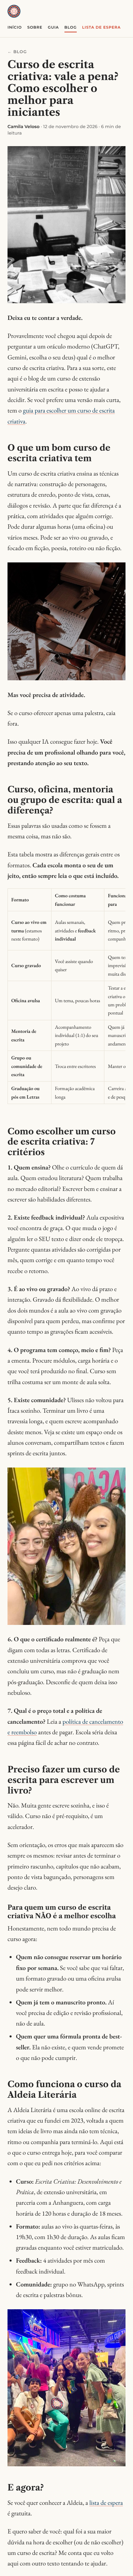 INÍCIO SOBRE GUIA BLOG LISTA DE ESPERA
← BLOG
Curso de escrita
criativa: vale a pena?
Como escolher o
melhor para
iniciantes
Camila Veloso · 12 de novembro de 2026 · 6 min de
leitura
Deixa eu te contar a verdade.
Provavelmente você chegou aqui depois de
perguntar a um oráculo moderno (ChatGPT,
Gemini, escolha o seu deus) qual é o melhor
curso de escrita criativa. Para a sua sorte, este
aqui é o blog de um curso de extensão
universitária em escrita e posso te ajudar a
decidir. Se você prefere uma versão mais curta,
tem o guia para escolher um curso de escrita
criativa.
O que um bom curso de
escrita criativa tem
Um curso de escrita criativa ensina as técnicas
de narrativa: construção de personagens,
estrutura do enredo, ponto de vista, cenas,
diálogos e revisão. A parte que faz diferença é a
prática, com atividades que alguém corrige.
Pode durar algumas horas (uma oficina) ou
vários meses. Pode ser ao vivo ou gravado, e
focado em ficção, poesia, roteiro ou não ficção.
Mas você precisa de atividade.
Se o curso oferecer apenas uma palestra, caia
fora.
Isso qualquer IA consegue fazer hoje. Você
precisa de um profissional olhando para você,
prestando atenção ao seu texto.
Curso, oficina, mentoria
ou grupo de escrita: qual a
diferença?
Essas palavras são usadas como se fossem a
mesma coisa, mas não são.
Esta tabela mostra as diferenças gerais entre os
formatos. Cada escola monta o seu de um
jeito, então sempre leia o que está incluído.
Formato
Como costuma
funcionar
Funcion
para
Curso ao vivo em
turma (estamos
neste formato)
Aulas semanais,
atividades e feedback
individual
Curso gravado
Você assiste quando
quiser
Oficina avulsa
Um tema, poucas horas
Mentoria de
escrita
Acompanhamento
individual (1:1) do seu
projeto
Grupo ou
comunidade de
escrita
Troca entre escritores
Graduação ou
pós em Letras
Formação acadêmica
longa
Como escolher um curso
de escrita criativa: 7
critérios
1. Quem ensina? Olhe o currículo de quem dá
aula. Quem estudou literatura? Quem trabalha
no mercado editorial? Escrever bem e ensinar a
escrever são habilidades diferentes.
2. Existe feedback individual? Aula expositiva
você encontra de graça. O que muda o jogo é
alguém ler o SEU texto e dizer onde ele tropeça.
Pergunte quantas atividades são corrigidas por
mês, quem corrige e em quanto tempo você
recebe o retorno.
3. É ao vivo ou gravado? Ao vivo dá prazo e
interação. Gravado dá flexibilidade. O melhor
dos dois mundos é a aula ao vivo com gravação
disponível para quem perdeu, mas confirme por
quanto tempo as gravações ficam acessíveis.
4. O programa tem começo, meio e fim? Peça
a ementa. Procure módulos, carga horária e o
que você terá produzido no final. Curso sem
trilha costuma ser um monte de aula solta.
5. Existe comunidade? Ulisses não voltou para
Ítaca sozinho. Terminar um livro é uma
travessia longa, e quem escreve acompanhado
desiste menos. Veja se existe um espaço onde os
alunos conversam, compartilham textos e fazem
sprints de escrita juntos.
6. O que o certificado realmente é? Peça que
digam com todas as letras. Certificado de
extensão universitária comprova que você
concluiu um curso, mas não é graduação nem
pós-graduação. Desconfie de quem deixa isso
nebuloso.
7. Qual é o preço total e a política de
cancelamento? Leia a política de cancelamento
e reembolso antes de pagar. Escola séria deixa
essa página fácil de achar no contrato.
Preciso fazer um curso de
escrita para escrever um
livro?
Não. Muita gente escreve sozinha, e isso é
válido. Curso não é pré-requisito, é um
acelerador.
Sem orientação, os erros que mais aparecem são
sempre os mesmos: revisar antes de terminar o
primeiro rascunho, diálogos que não acabam,
ponto de vista bagunçado, personagens sem
desejo claro.
Para quem um curso de escrita
criativa NÃO é a melhor escolha
Honestamente, nem todo mundo precisa de
curso agora:
• Quem não consegue reservar um horário
fixo por semana. Se você sabe que vai faltar,
um formato gravado ou uma oficina avulsa
pode servir melhor.
• Quem já tem o manuscrito pronto. Aí
você precisa de edição e revisão profissional,
não de aula.
• Quem quer uma fórmula pronta de best-
seller. Ela não existe, e quem vende promete
o que não pode cumprir.
Como funciona o curso da
Aldeia Literária
A Aldeia Literária é uma escola online de escrita
criativa que eu fundei em 2023, voltada a quem
tem ideias de livro mas ainda não tem técnica,
ritmo ou companhia para terminá-lo. Aqui está o
que o curso entrega hoje, para você comparar
com o que eu pedi nos critérios acima:
• Curso: Escrita Criativa: Desenvolvimento e
Prática, de extensão universitária, em
parceria com a Anhanguera, com carga
horária de 120 horas e duração de 18 meses.
• Formato: aulas ao vivo às quartas-feiras, às
19h30, com 1h30 de duração. As aulas ficam
gravadas enquanto você estiver matriculado.
• Feedback: 4 atividades por mês com
feedback individual.
• Comunidade: grupo no WhatsApp, sprints
de escrita e palestras bônus.
E agora?
Se você quer conhecer a Aldeia, a lista de espera
é gratuita.
E quero saber de você: qual foi a sua maior
dúvida na hora de escolher (ou de não escolher)
um curso de escrita? Me conta que eu volto
aqui com outro texto tentando te ajudar.